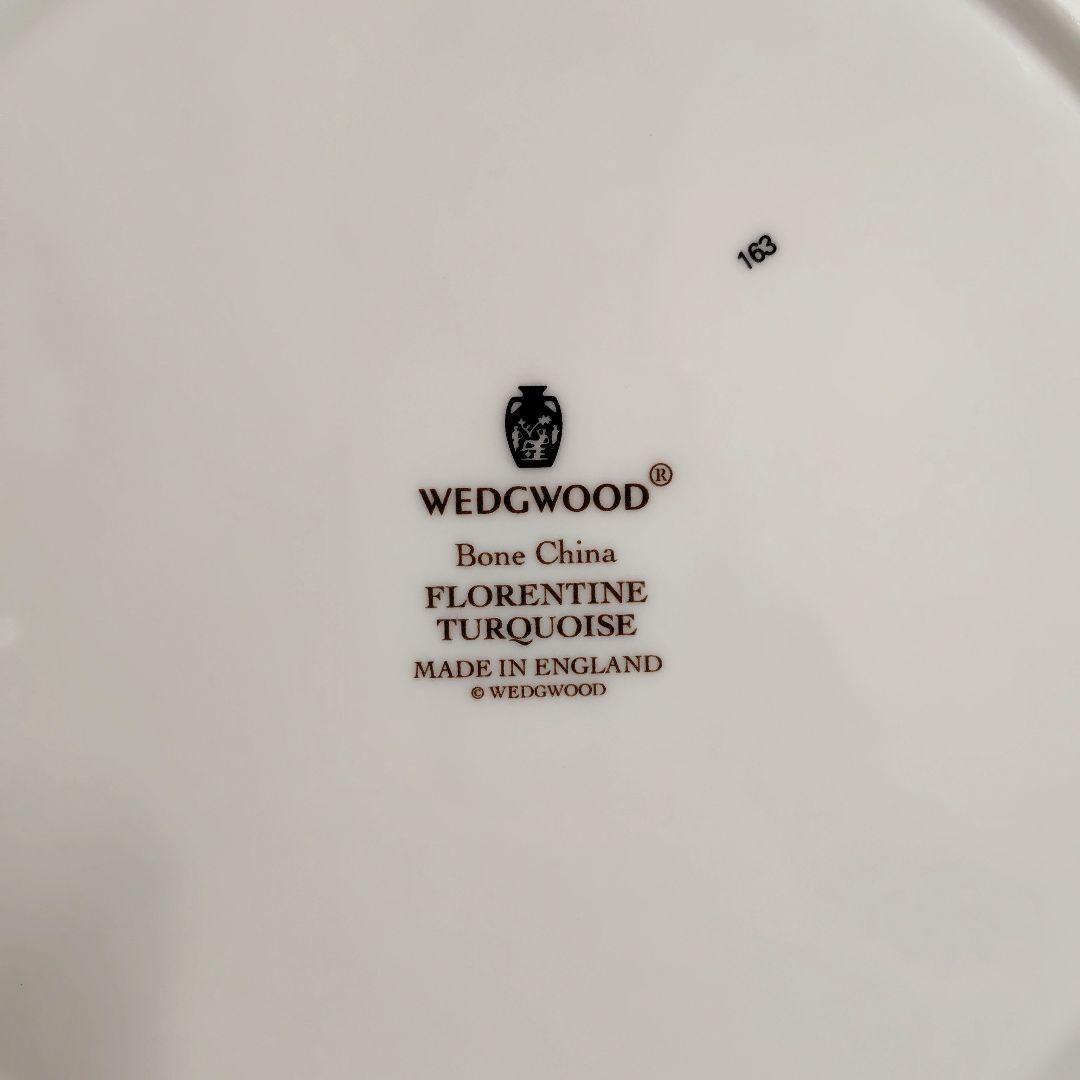 163
WEDGWOOD®
Bone China
FLORENTINE
TURQUOISE
MADE IN ENGLAND
© WEDGWOOD